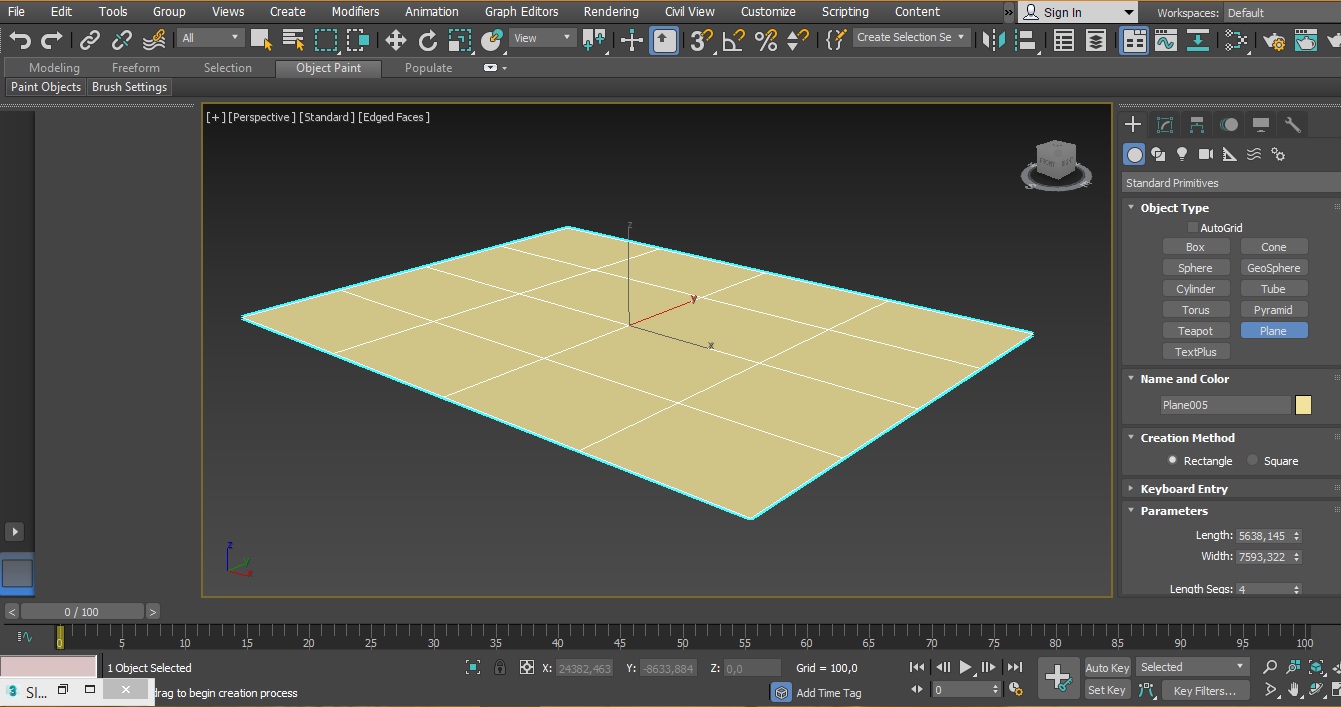 File Edit Tools Group Views Create Modifiers Animation Graph Editors Rendering Civil View Customize Scripting Content » Sign In Workspaces: Default
All View Create Selection Se
Modeling Freeform Selection Object Paint Populate
Paint Objects Brush Settings
[+] [Perspective] [Standard] [Edged Faces]
Standard Primitives
Object Type
AutoGrid
Box Cone
Sphere GeoSphere
Cylinder Tube
Torus Pyramid
Teapot Plane
TextPlus
Name and Color
Plane005
Creation Method
Rectangle Square
Keyboard Entry
Parameters
Length: 5638,145
Width: 7593,322
Length Segs: 4
z
y
x
z
x
< 0 / 100 >
0 5 10 15 20 25 30 35 40 45 50 55 60 65 70 75 80 85 90 95 100
1 Object Selected X: 24382,463 Y: -8633,884 Z: 0,0 Grid = 100,0 Auto Key Selected
3 Sl... drag to begin creation process Add Time Tag 0 Set Key Key Filters...